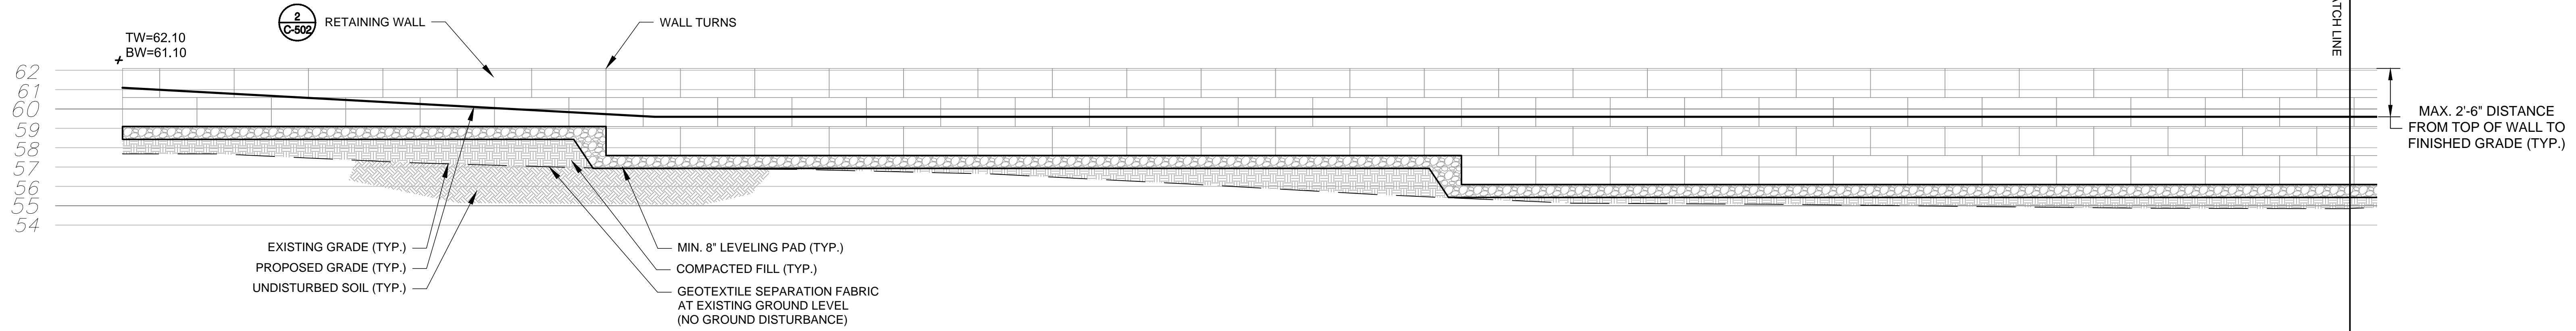 2
C-502
RETAINING WALL
WALL TURNS
TW=62.10
BW=61.10
62
61
60
59
58
57
56
55
54
MAX. 2'-6" DISTANCE
FROM TOP OF WALL TO
FINISHED GRADE (TYP.)
EXISTING GRADE (TYP.)
PROPOSED GRADE (TYP.)
UNDISTURBED SOIL (TYP.)
MIN. 8" LEVELING PAD (TYP.)
COMPACTED FILL (TYP.)
GEOTEXTILE SEPARATION FABRIC
AT EXISTING GROUND LEVEL
(NO GROUND DISTURBANCE)
LINE